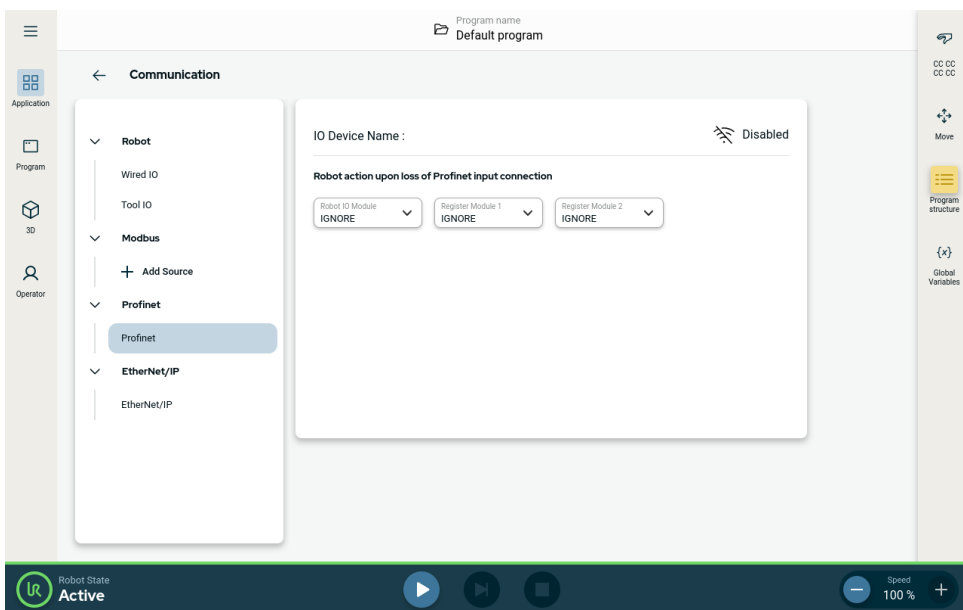 Program name
Default program
Application
Program
3D
Operator
Communication
Robot
Wired IO
Tool IO
Modbus
Add Source
Profinet
Profinet
EtherNet/IP
EtherNet/IP
IO Device Name :
Disabled
Robot action upon loss of Profinet input connection
Robot IO Module
IGNORE
Register Module 1
IGNORE
Register Module 2
IGNORE
CC CC
CC CC
Move
Program
structure
{x}
Global
Variables
UR
Robot State
Active
Speed
100 %